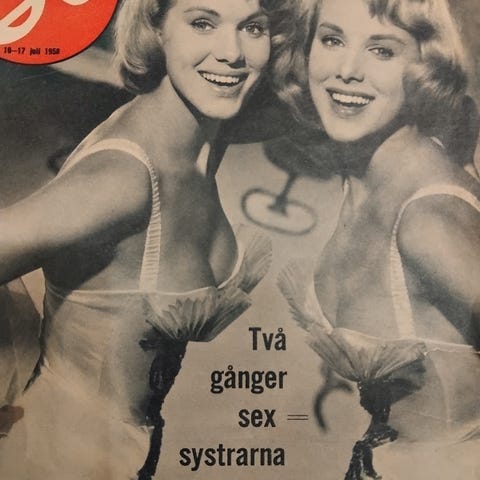 10–17 juli 1958
Två
gånger
sex =
systrarna